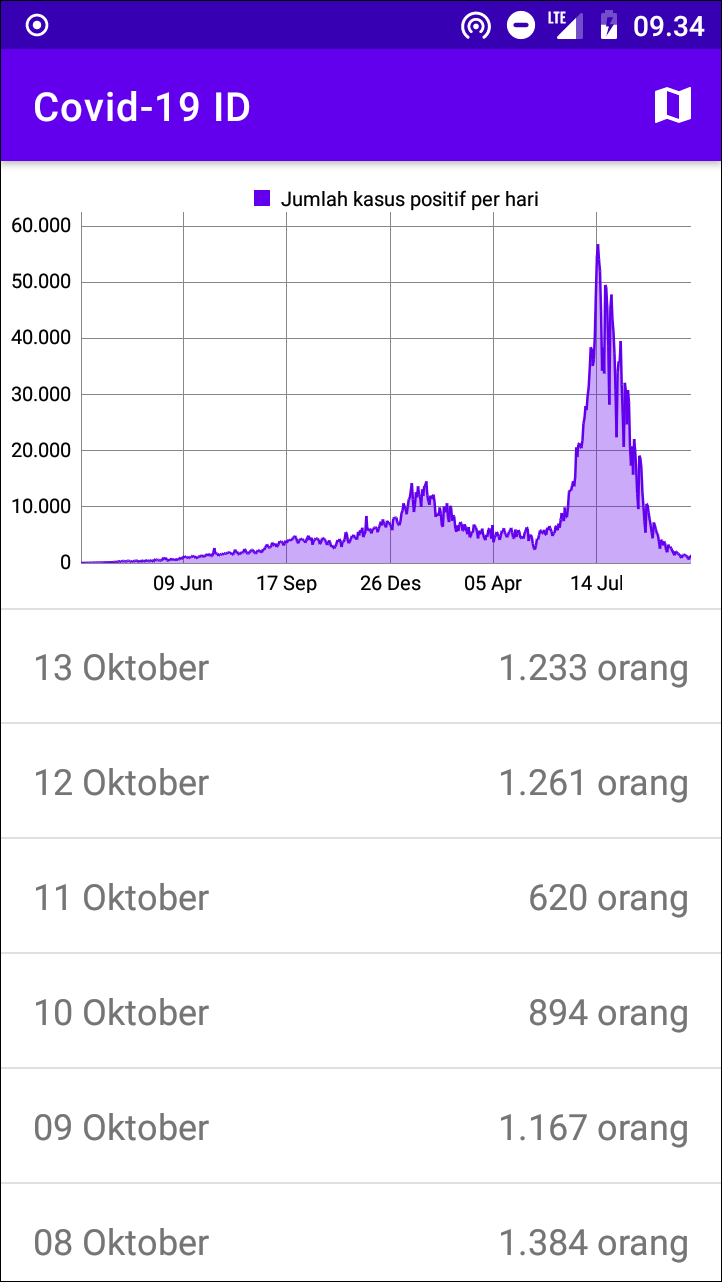 LTE 09.34
Covid-19 ID
Jumlah kasus positif per hari
60.000
50.000
40.000
30.000
20.000
10.000
0
09 Jun 17 Sep 26 Des 05 Apr 14 Jul
13 Oktober 1.233 orang
12 Oktober 1.261 orang
11 Oktober 620 orang
10 Oktober 894 orang
09 Oktober 1.167 orang
08 Oktober 1.384 orang